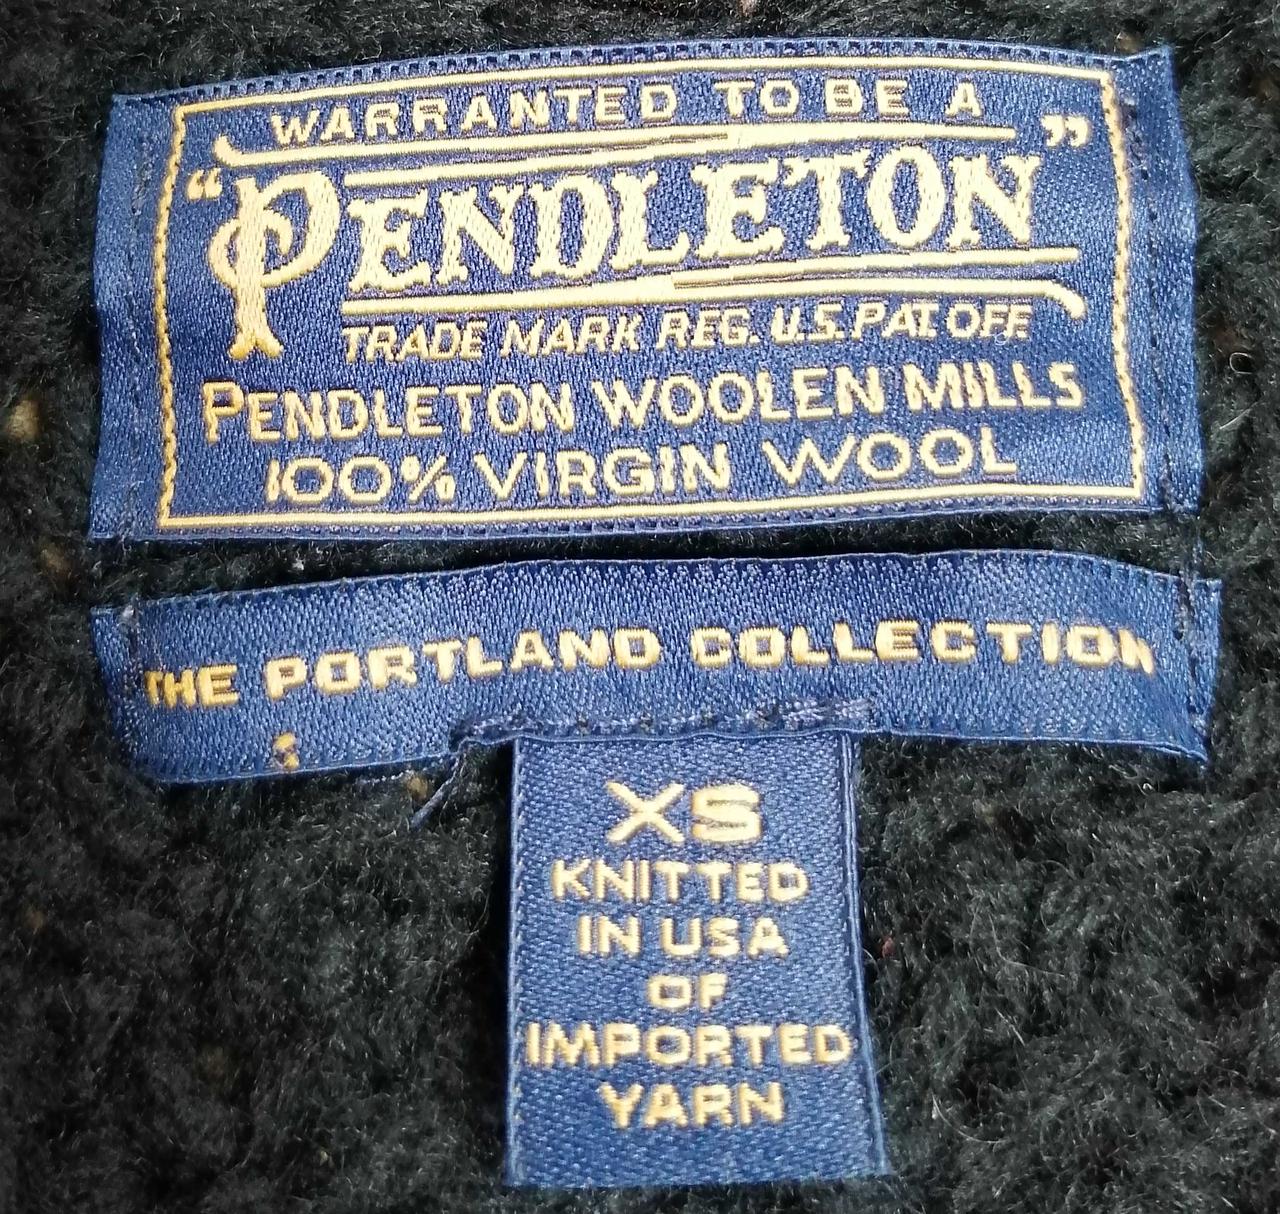 WARRANTED TO BE A
"PENDLETON"
TRADE MARK REG. U.S. PAT. OFF.
PENDLETON WOOLEN MILLS
100% VIRGIN WOOL
THE PORTLAND COLLECTION
XS
KNITTED
IN USA
OF
IMPORTED
YARN